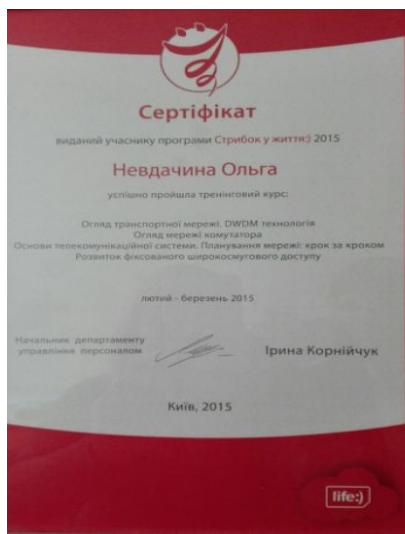 Сертифікат
виданий учаснику програми Стрибок у життя:) 2015
Невдачина Ольга
успішно пройшла тренінговий курс:
Огляд транспортної мережі. DWDM технологія
Огляд мережі комутатора
Основи телекомунікаційної системи. Планування мережі: крок за кроком
Розвиток фіксованого широкосмугового доступу
лютий - березень 2015
Начальник департаменту
управління персоналом
Ірина Корнійчук
Київ, 2015
life:)